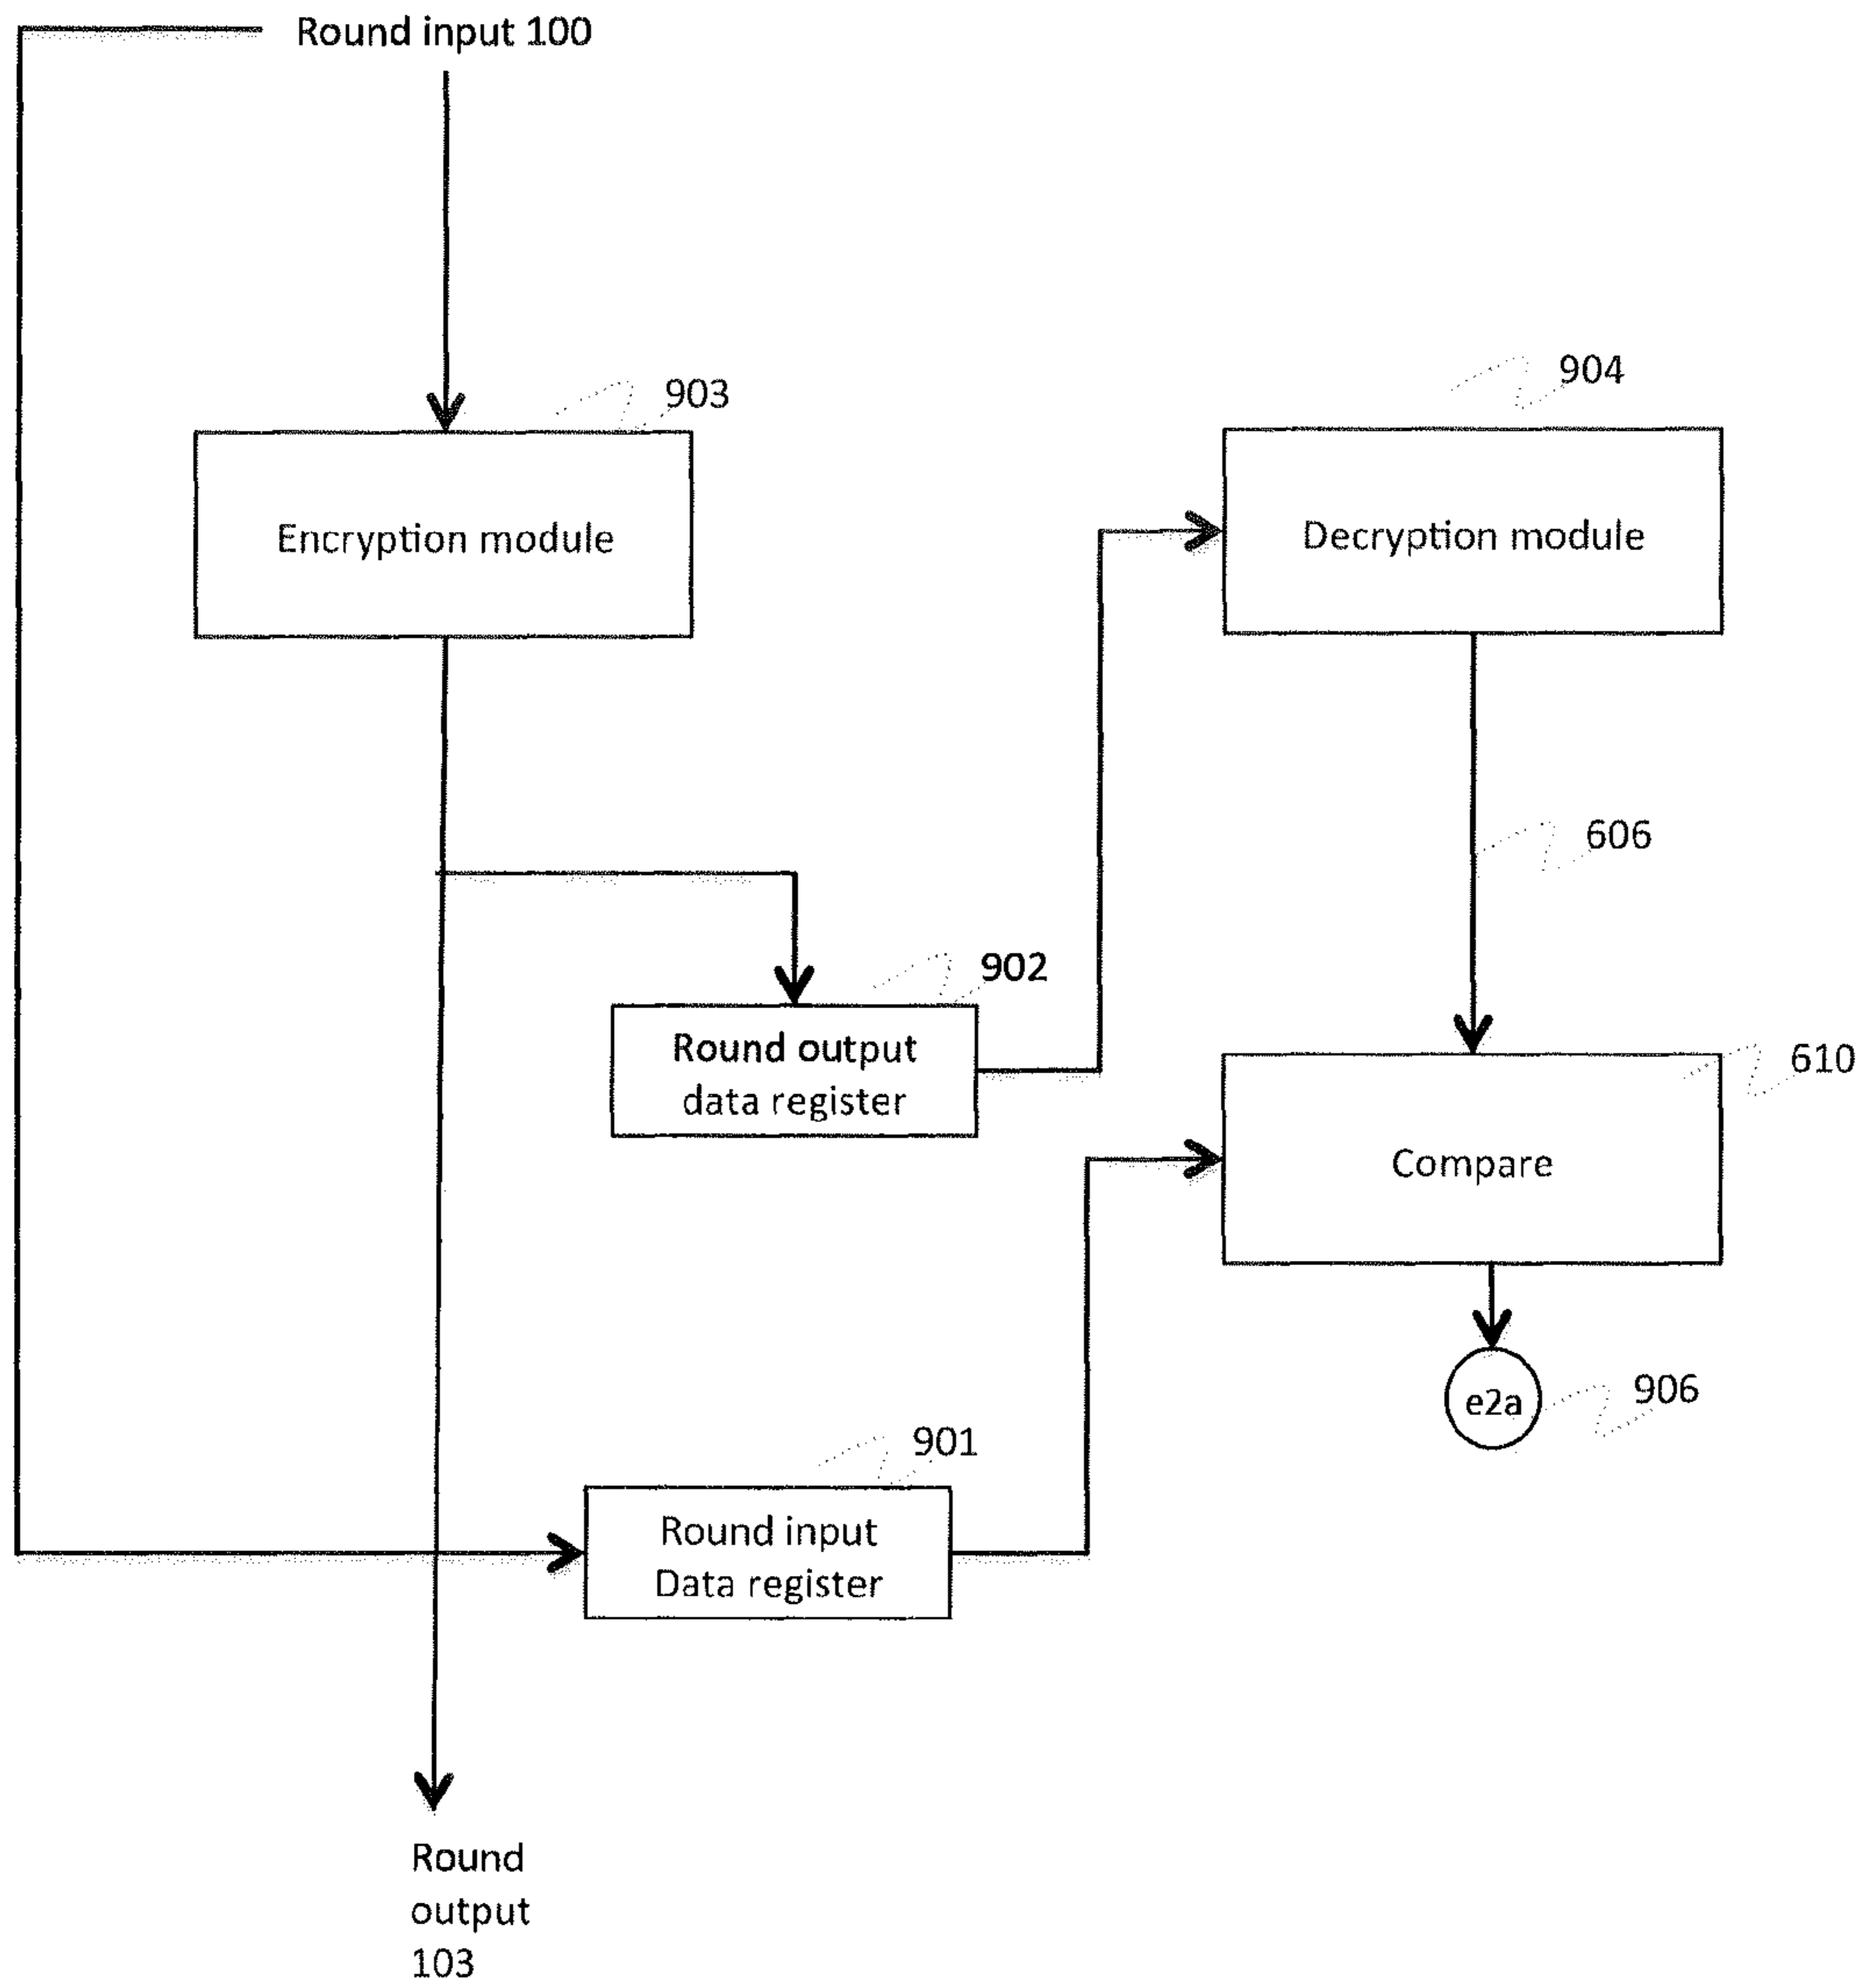 Round input 100
903
904
Encryption module
Decryption module
606
902
Round output
data register
610
Compare
e2a
906
901
Round input
Data register
Round
output
103